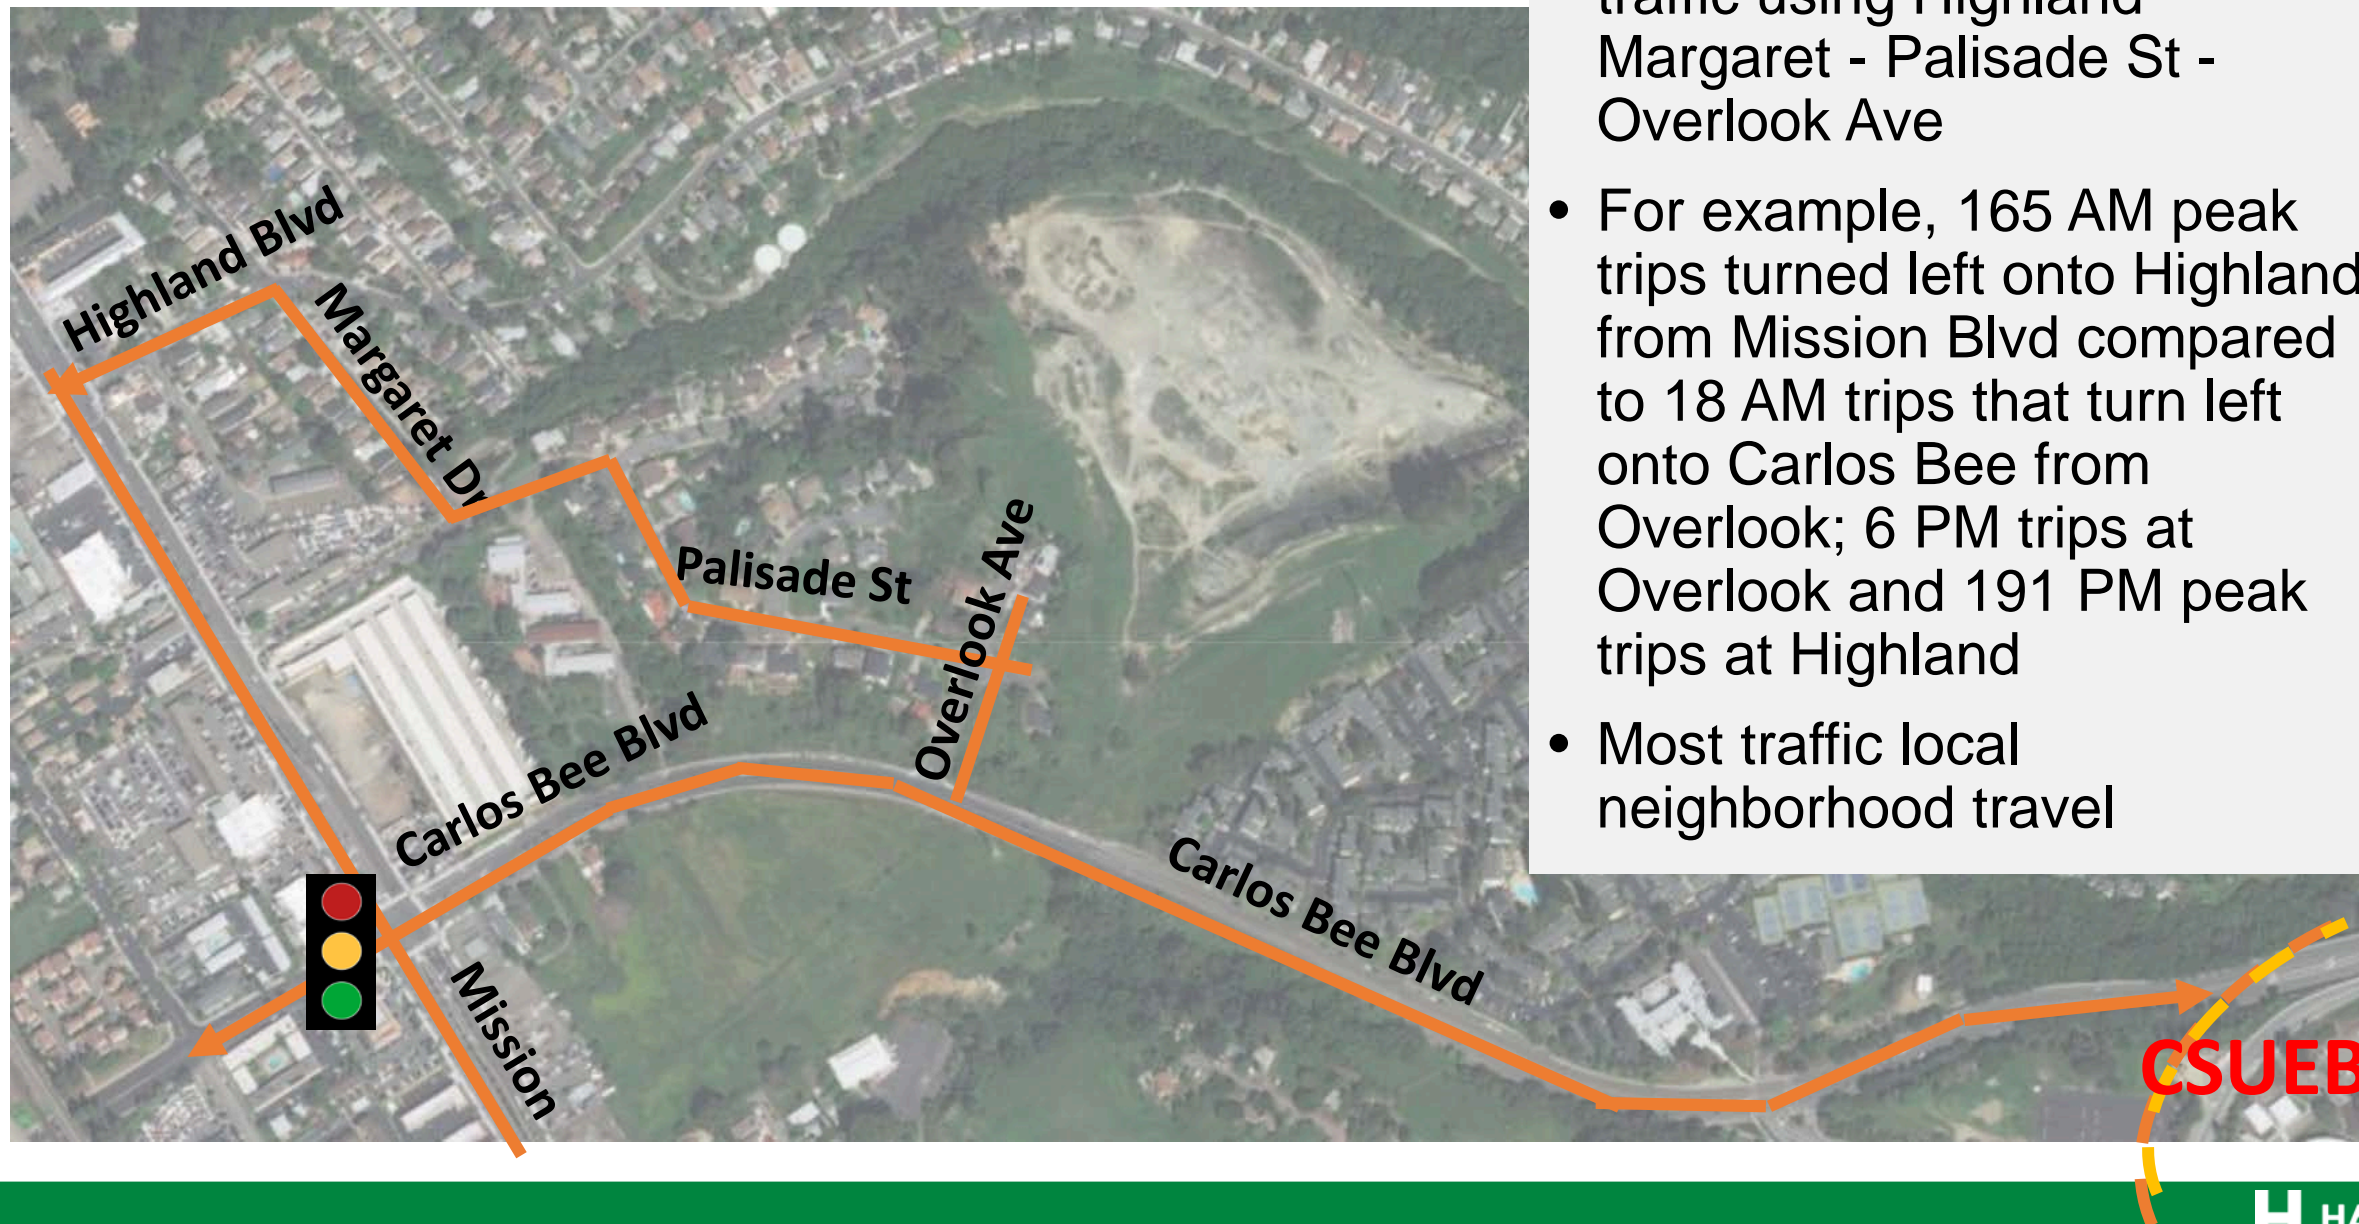 traffic using Highland
Margaret - Palisade St -
Overlook Ave
• For example, 165 AM peak
trips turned left onto Highland
from Mission Blvd compared
to 18 AM trips that turn left
onto Carlos Bee from
Overlook; 6 PM trips at
Overlook and 191 PM peak
trips at Highland
• Most traffic local
neighborhood travel
Highland Blvd
Margaret Dr
Palisade St
Overlook Ave
Carlos Bee Blvd
Carlos Bee Blvd
Mission
CSUEB